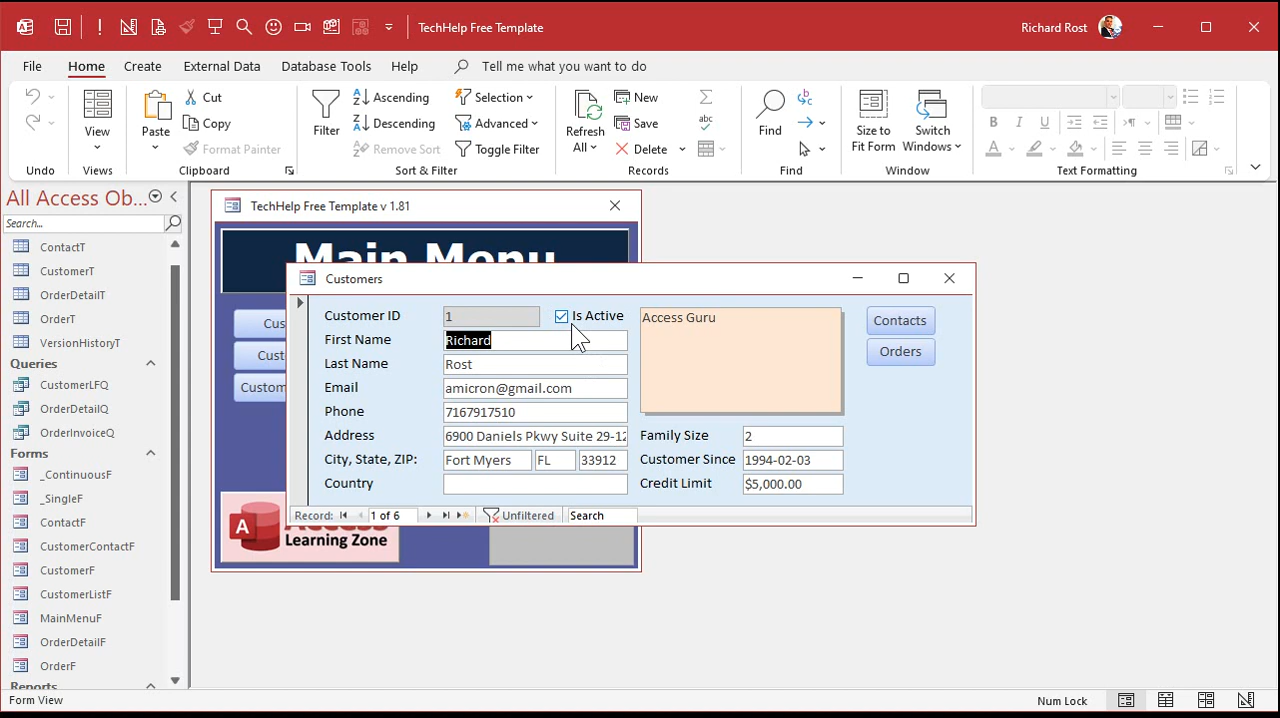 TechHelp Free Template
Richard Rost
File Home Create External Data Database Tools Help Tell me what you want to do
Undo
View
Views
Paste
Cut
Copy
Format Painter
Clipboard
Filter
Ascending
Descending
Remove Sort
Selection
Advanced
Toggle Filter
Sort & Filter
Refresh
All
New
Save
Delete
Records
Find
Find
Size to
Fit Form
Switch
Windows
Window
B I U
A
Text Formatting
All Access Ob...
Search...
ContactT
CustomerT
OrderDetailT
OrderT
VersionHistoryT
Queries
CustomerLFQ
OrderDetailQ
OrderInvoiceQ
Forms
_ContinuousF
_SingleF
ContactF
CustomerContactF
CustomerF
CustomerListF
MainMenuF
OrderDetailF
OrderF
Reports
TechHelp Free Template v 1.81
Main Menu
Cus
Cust
Custom
A
Access
Learning Zone
Customers
Customer ID 1 Is Active
First Name Richard
Last Name Rost
Email amicron@gmail.com
Phone 7167917510
Address 6900 Daniels Pkwy Suite 29-12
City, State, ZIP: Fort Myers FL 33912
Country
Access Guru
Family Size 2
Customer Since 1994-02-03
Credit Limit $5,000.00
Contacts
Orders
Record: 1 of 6 Unfiltered Search
Form View
Num Lock